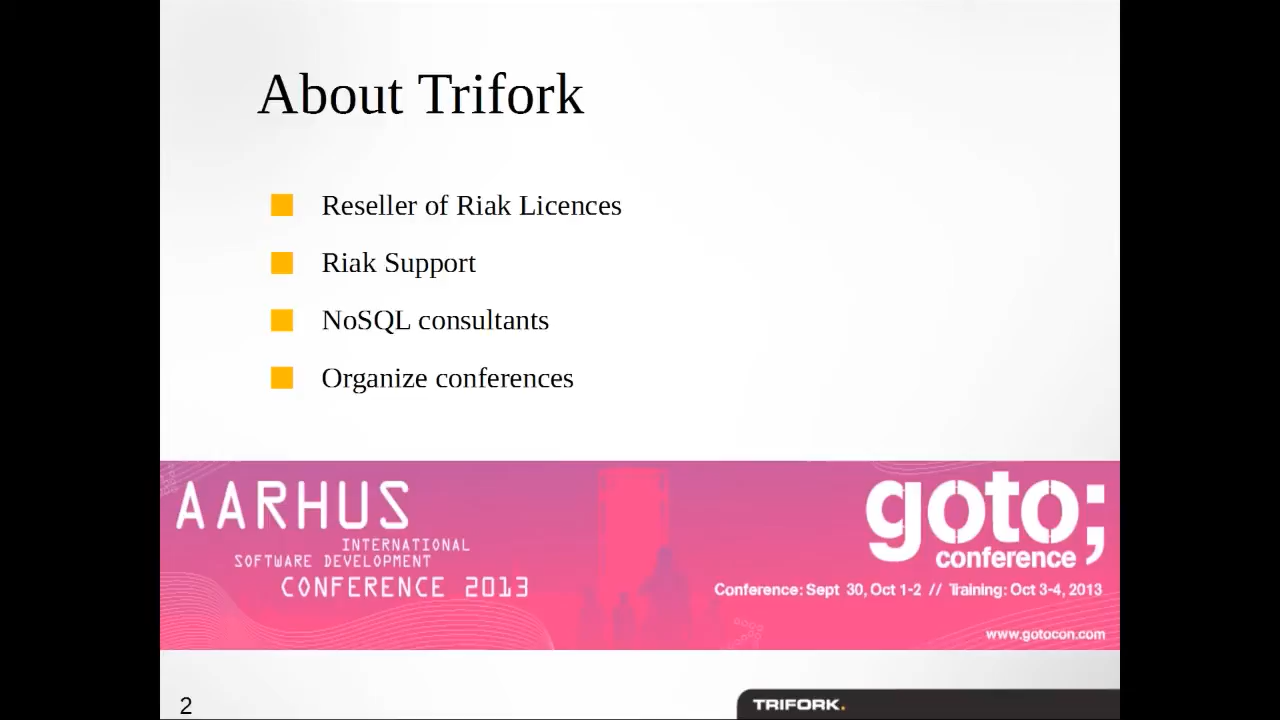 About Trifork
Reseller of Riak Licences
Riak Support
NoSQL consultants
Organize conferences
AARHUS
INTERNATIONAL
SOFTWARE DEVELOPMENT
CONFERENCE 2013
goto;
conference
Conference: Sept 30, Oct 1-2 // Training: Oct 3-4, 2013
www.gotocon.com
2
TRIFORK.